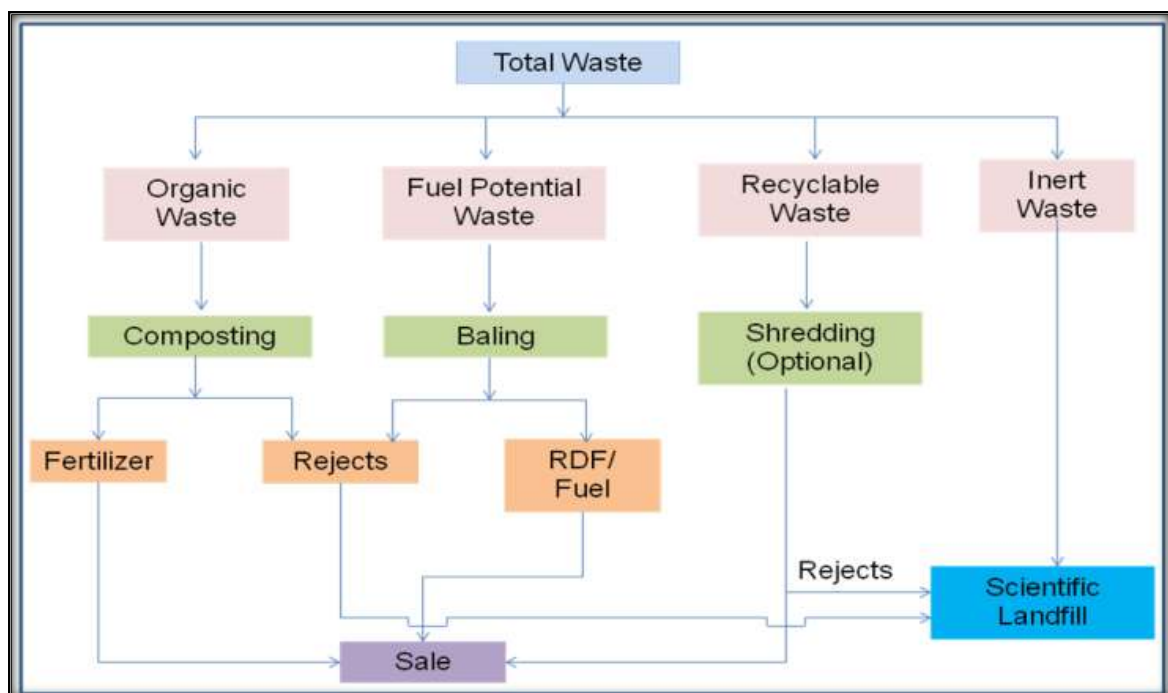 Total Waste
Organic
Waste
Fuel Potential
Waste
Recyclable
Waste
Inert
Waste
Composting
Baling
Shredding
(Optional)
Fertilizer
Rejects
RDF/
Fuel
Rejects
Scientific
Landfill
Sale